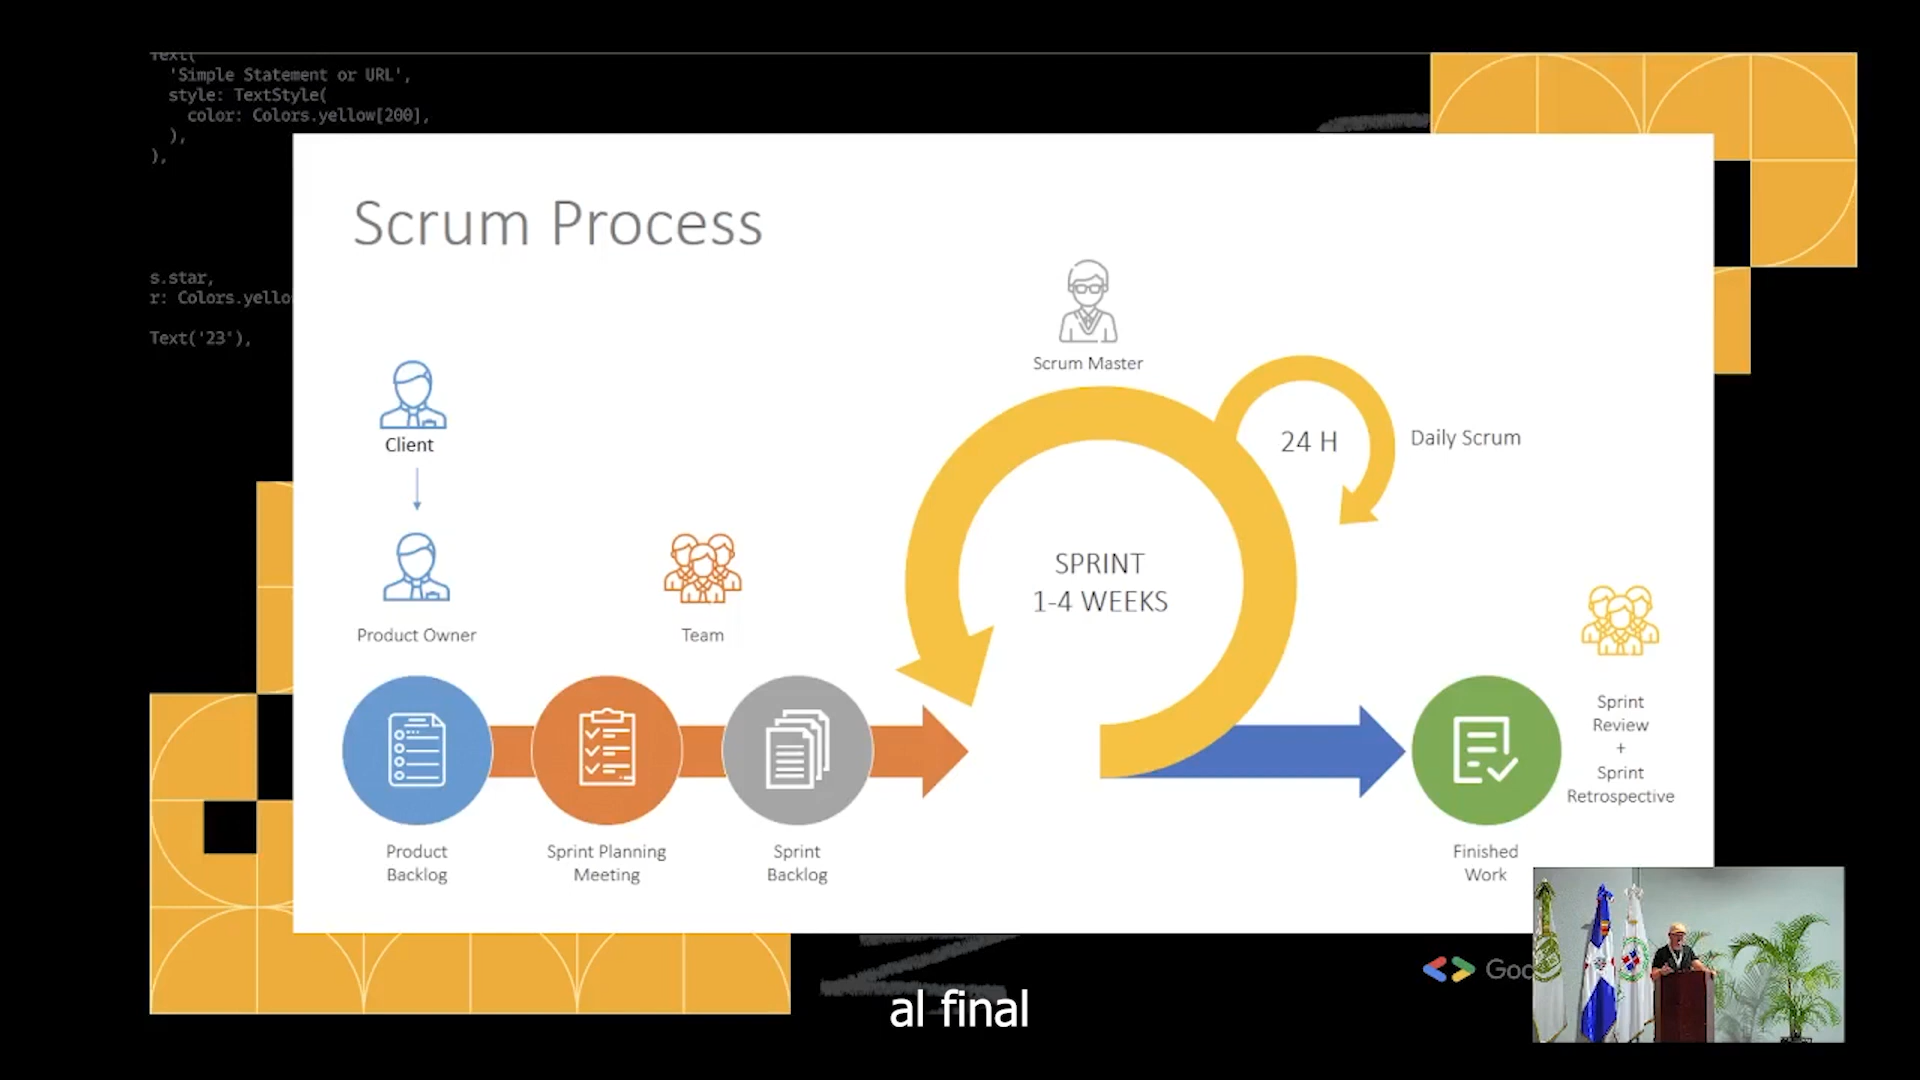 Text(
'Simple Statement or URL',
style: TextStyle(
color: Colors.yellow[200],
),
),
s.star,
r: Colors.yello
Text('23'),
Scrum Process
Scrum Master
Client
24 H
Daily Scrum
SPRINT
1-4 WEEKS
Product Owner
Team
Sprint
Review
+
Sprint
Retrospective
Product
Backlog
Sprint Planning
Meeting
Sprint
Backlog
Finished
Work
Goo
al final